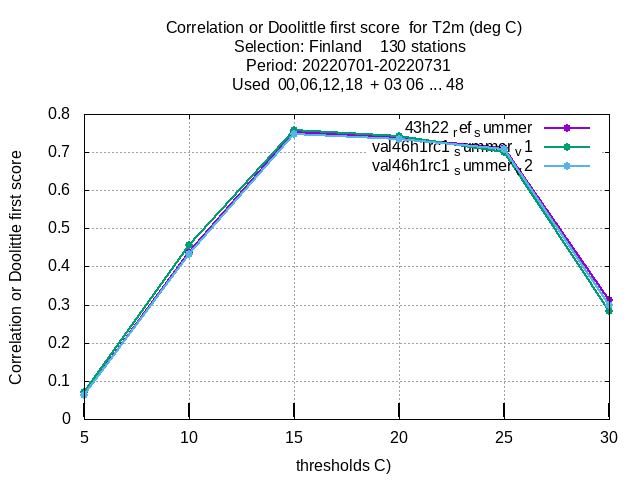 Correlation or Doolittle first score  for T2m (deg C)
Selection: Finland    130 stations
Period: 20220701-20220731
Used  00,06,12,18  + 03 06 ... 48
Correlation or Doolittle first score
0.8
0.7
0.6
0.5
0.4
0.3
0.2
0.1
0
43h22 ref summer
val46h1rc1 summer v1
val46h1rc1 summer v2
5 10 15 20 25 30
thresholds C)